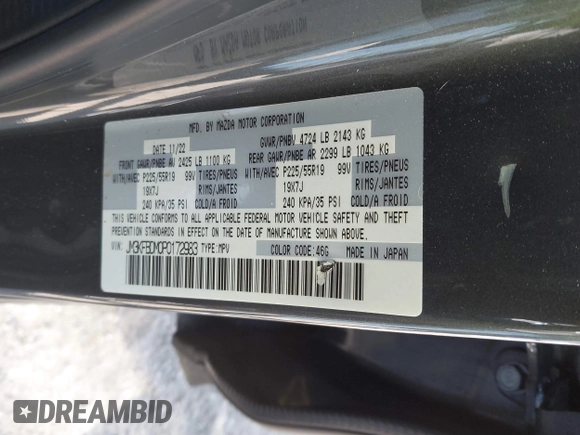 MFD. BY MAZDA MOTOR CORPORATION
DATE 11/22 GVWR/PNBV 4724 LB 2143 KG
FRONT GAWR/PNBE AV 2425 LB 1100 KG REAR GAWR/PNBE AR 2299 LB 1043 KG
WITH/AVEC P225/55R19 99V TIRES/PNEUS WITH/AVEC P225/55R19 99V TIRES/PNEUS
19X7J RIMS/JANTES 19X7J RIMS/JANTES
240 KPA/35 PSI COLD/A FROID 240 KPA/35 PSI COLD/A FROID
THIS VEHICLE CONFORMS TO ALL APPLICABLE FEDERAL MOTOR VEHICLE SAFETY AND THEFT
PREVENTION STANDARDS IN EFFECT ON THE DATE OF MANUFACTURE SHOWN ABOVE.
VIN: JM3KFBDM0P0172983 TYPE:MPV COLOR CODE:46G MADE IN JAPAN
DREAMBID